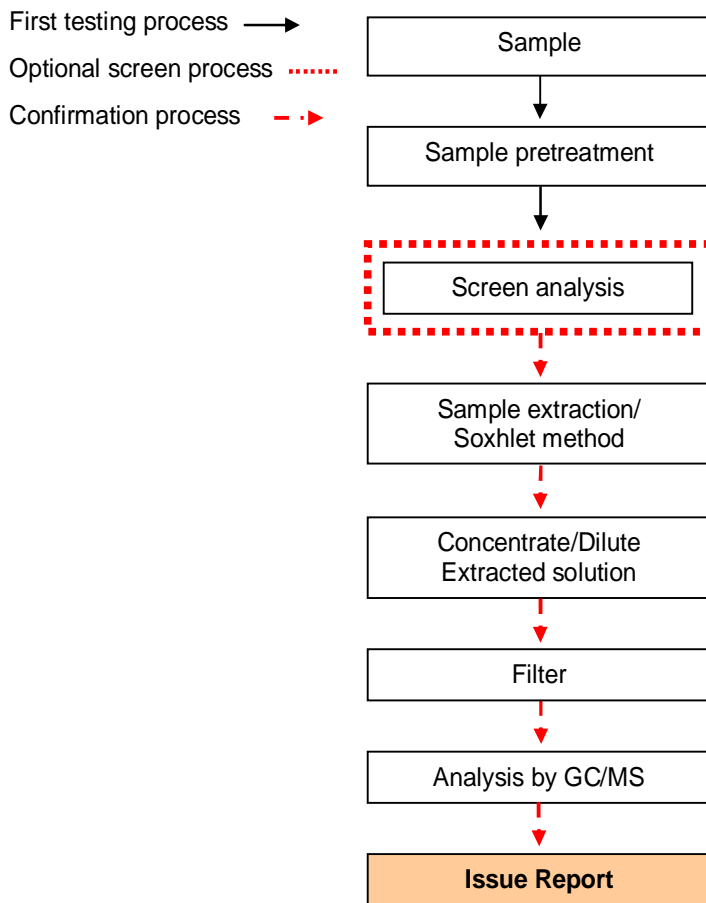 First testing process
Optional screen process
Confirmation process
Sample
Sample pretreatment
Screen analysis
Sample extraction/
Soxhlet method
Concentrate/Dilute
Extracted solution
Filter
Analysis by GC/MS
Issue Report